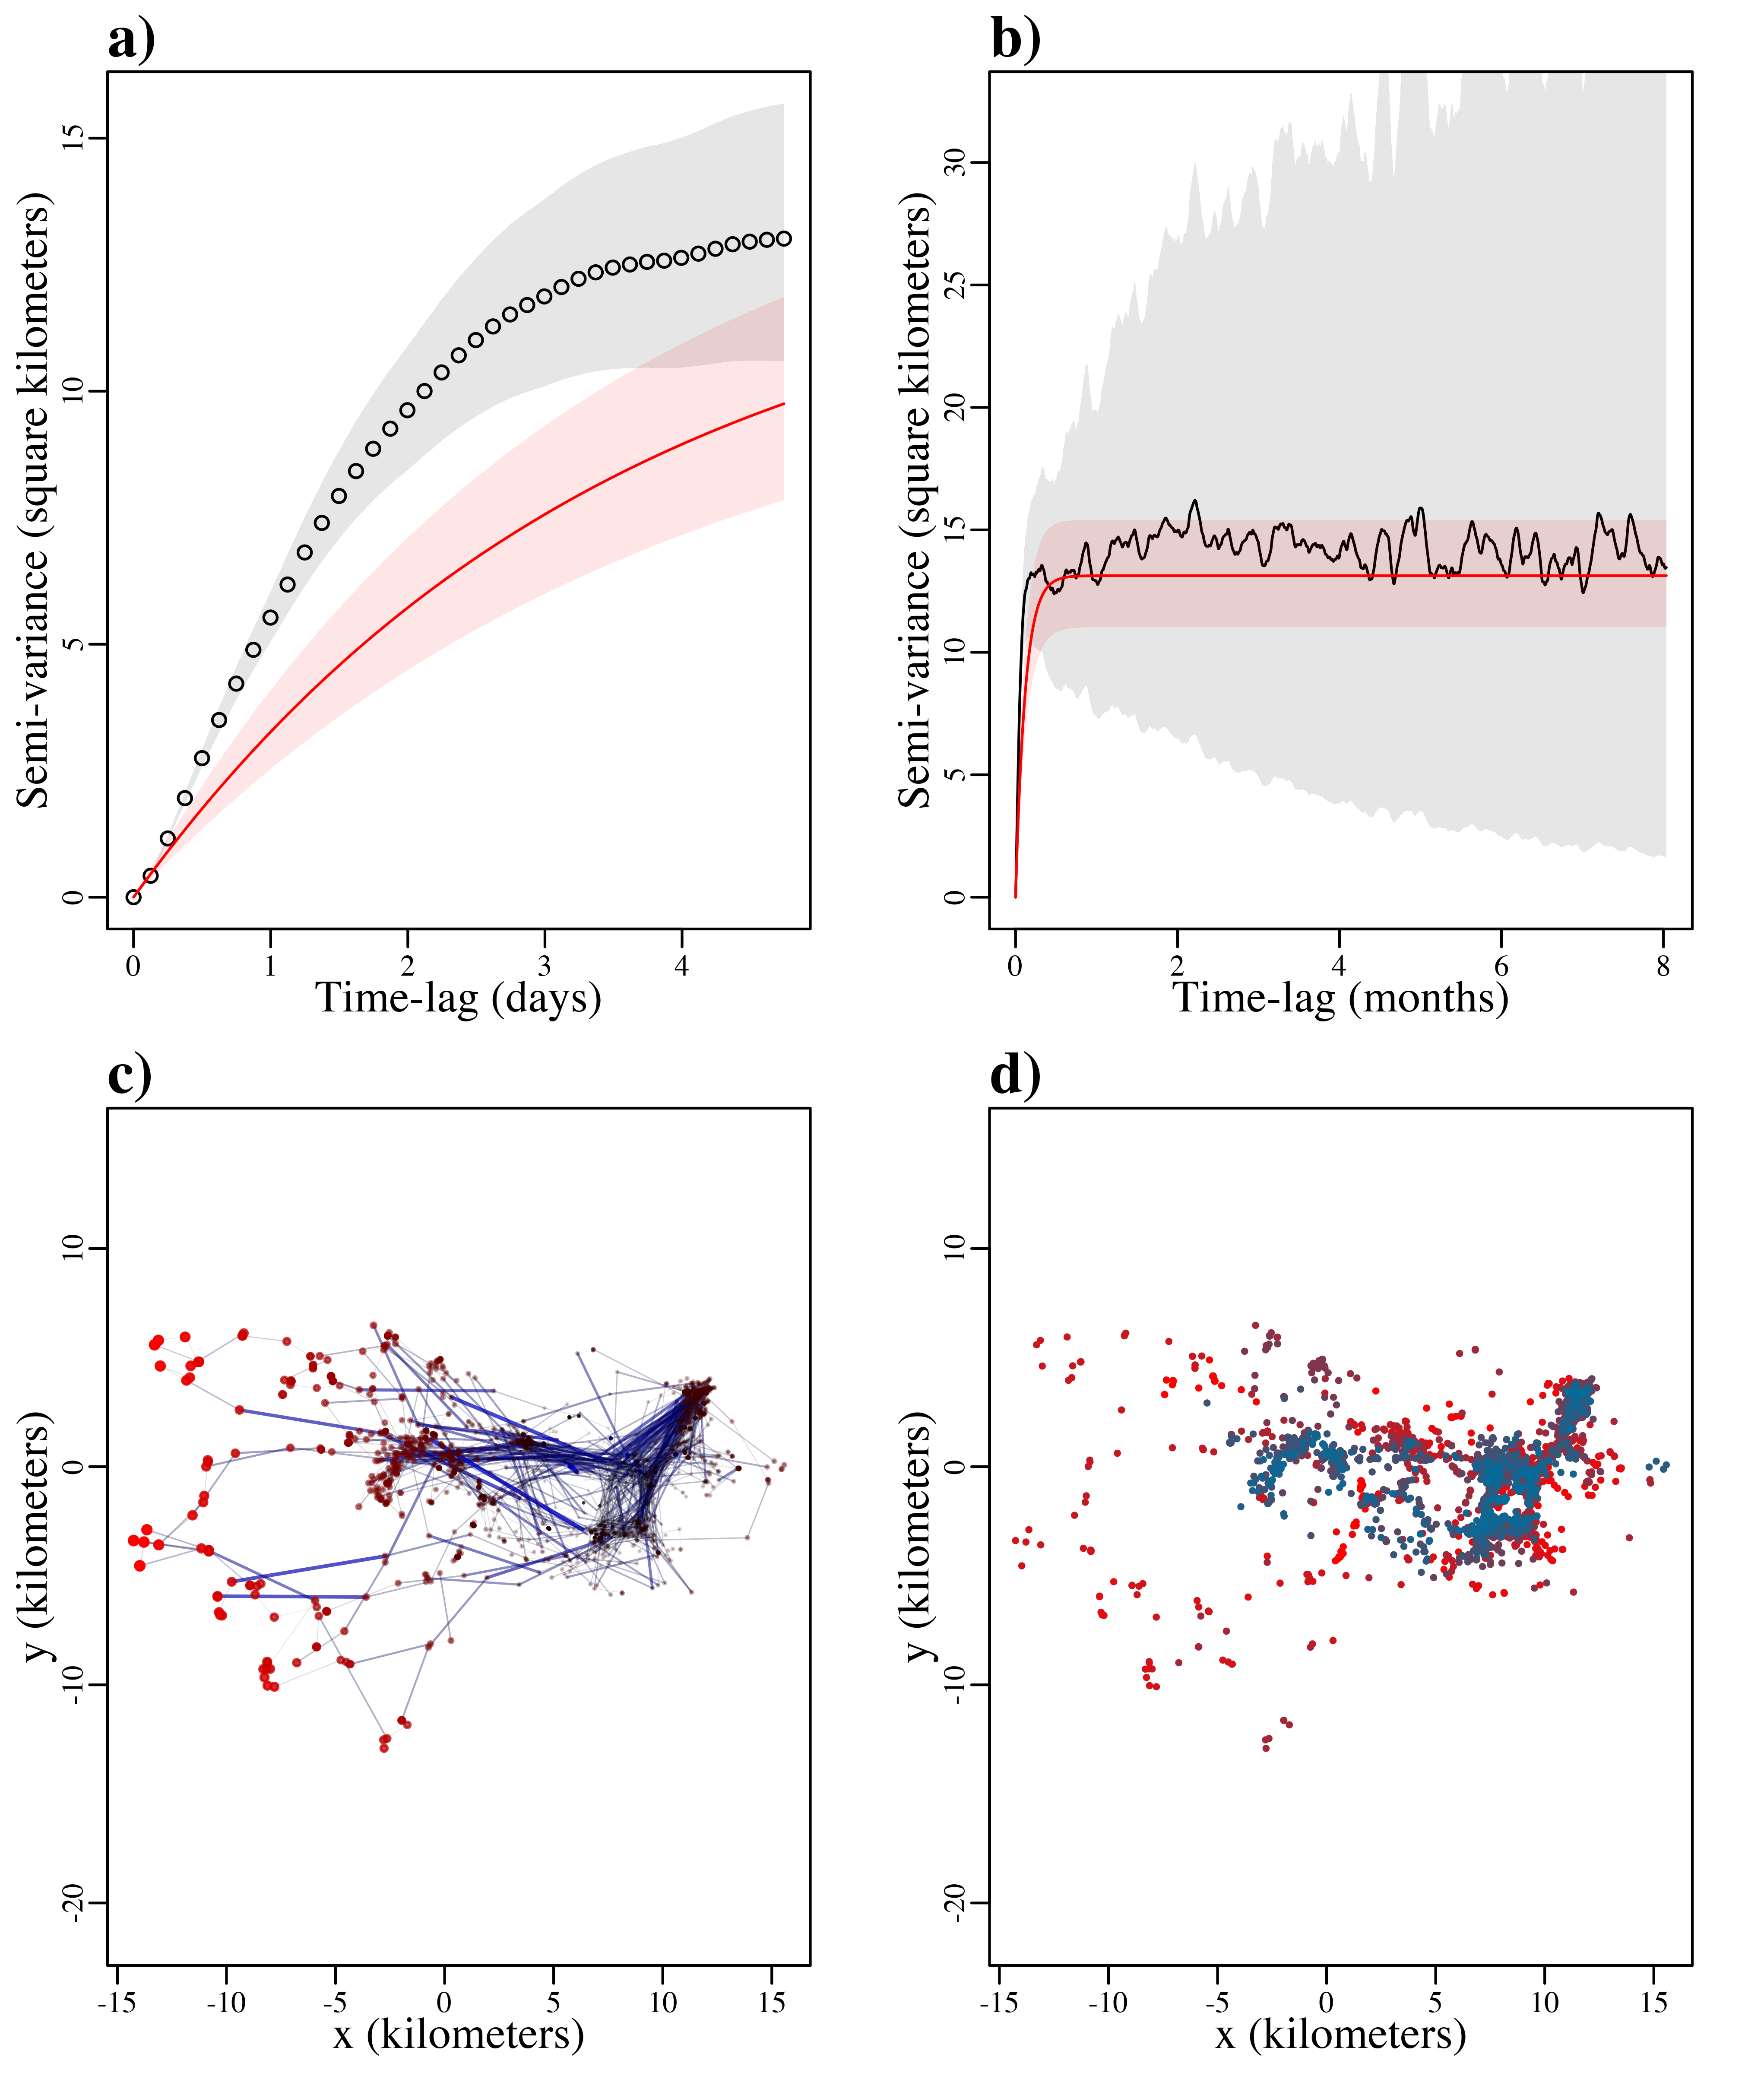 a)
Semi-variance (square kilometers)
15
10
5
0
0 1 2 3 4
Time-lag (days)
b)
Semi-variance (square kilometers)
30
25
20
15
10
5
0
0 2 4 6 8
Time-lag (months)
c)
y (kilometers)
10
0
-10
-20
-15 -10 -5 0 5 10 15
x (kilometers)
d)
y (kilometers)
10
0
-10
-20
-15 -10 -5 0 5 10 15
x (kilometers)